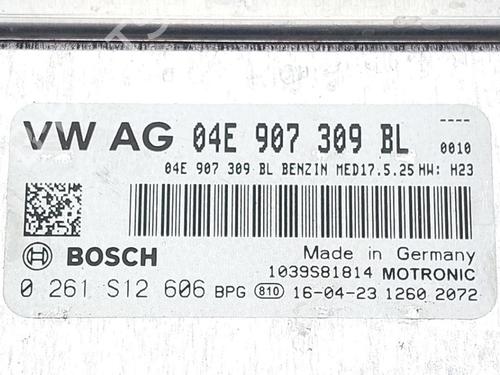 VW AG 04E 907 309 BL ----
0010
04E 907 309 BL BENZIN MED17.5.25 HW: H23
BOSCH
Made in Germany
1039S81814 MOTRONIC
0 261 S12 606 BPG 810 16-04-23 1260 2072